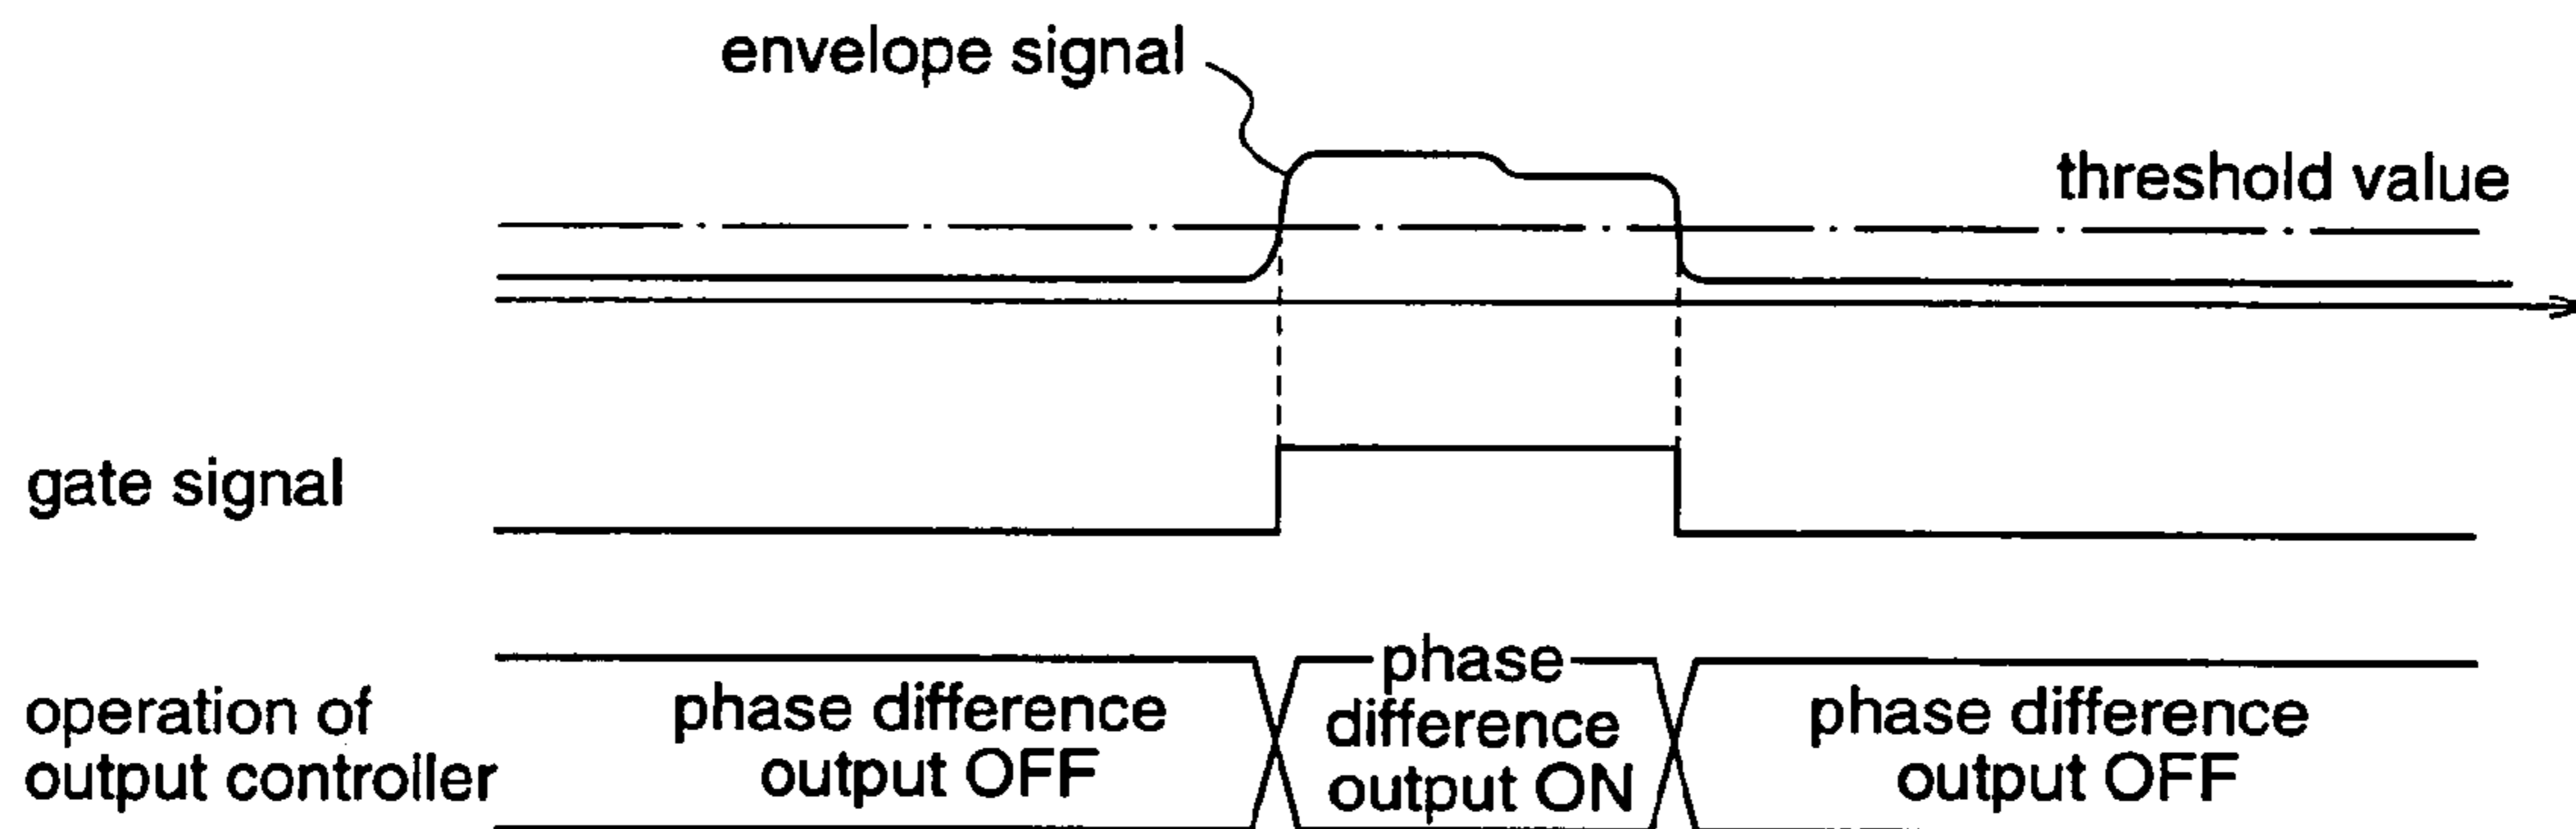 envelope signal
threshold value
gate signal
operation of
output controller
phase difference
output OFF
phase
difference
output ON
phase difference
output OFF